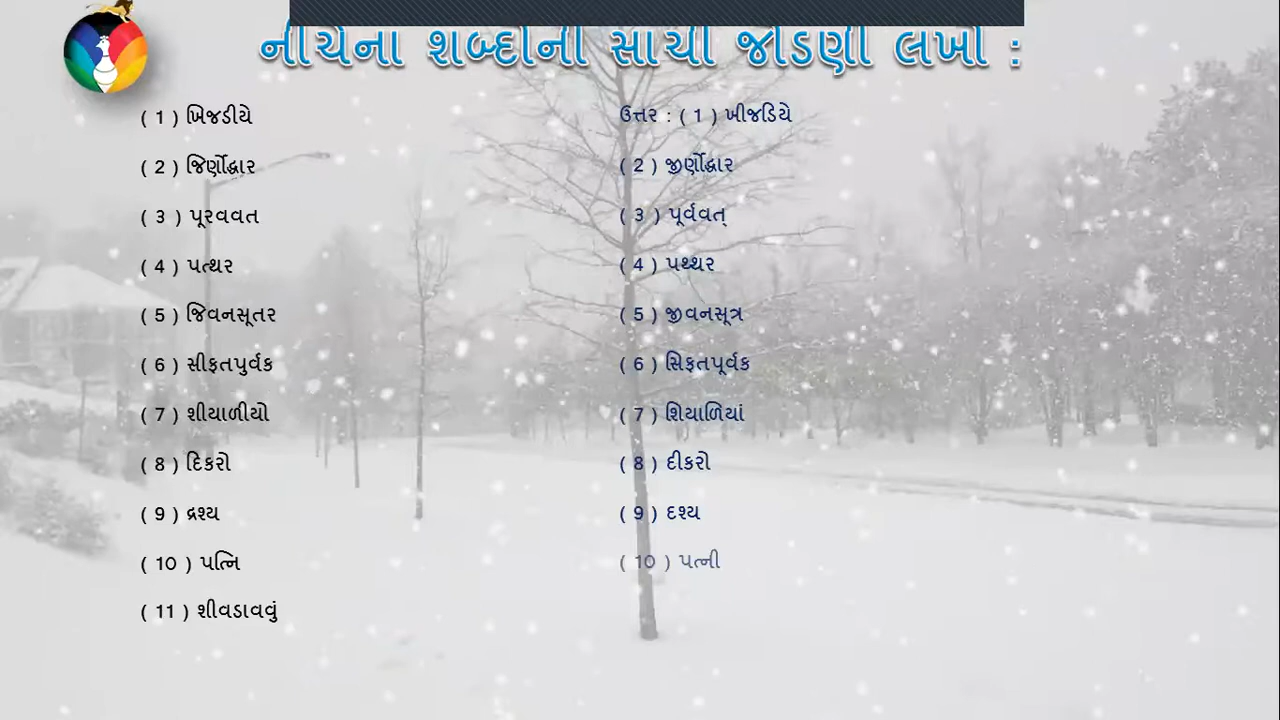 નીચેના શબ્દોની સાચી જોડણી લખો :
( 1 ) ખિજડીયે
ઉત્તર : ( 1 ) ખીજડિયે
( 2 ) જિર્ણોદ્ધાર
( 2 ) જીર્ણોદ્ધાર
( 3 ) પૂરવવત
( 3 ) પૂર્વવત્
( 4 ) પત્થર
( 4 ) પથ્થર
( 5 ) જિવનસૂતર
( 5 ) જીવનસૂત્ર
( 6 ) સીફતપુર્વક
( 6 ) સિફતપૂર્વક
( 7 ) શીયાળીયો
( 7 ) શિયાળિયાં
( 8 ) દિકરો
( 8 ) દીકરો
( 9 ) દ્રશ્ય
( 9 ) દશ્ય
( 10 ) પત્નિ
( 10 ) પત્ની
( 11 ) શીવડાવવું